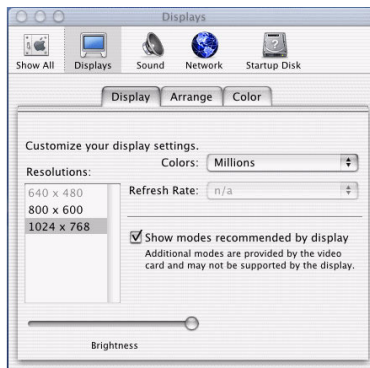 Displays
Show All Displays Sound Network Startup Disk
Display Arrange Color
Customize your display settings.
Colors: Millions
Resolutions:
640 x 480
Refresh Rate: n/a
800 x 600
1024 x 768
Show modes recommended by display
Additional modes are provided by the video
card and may not be supported by the display.
Brightness